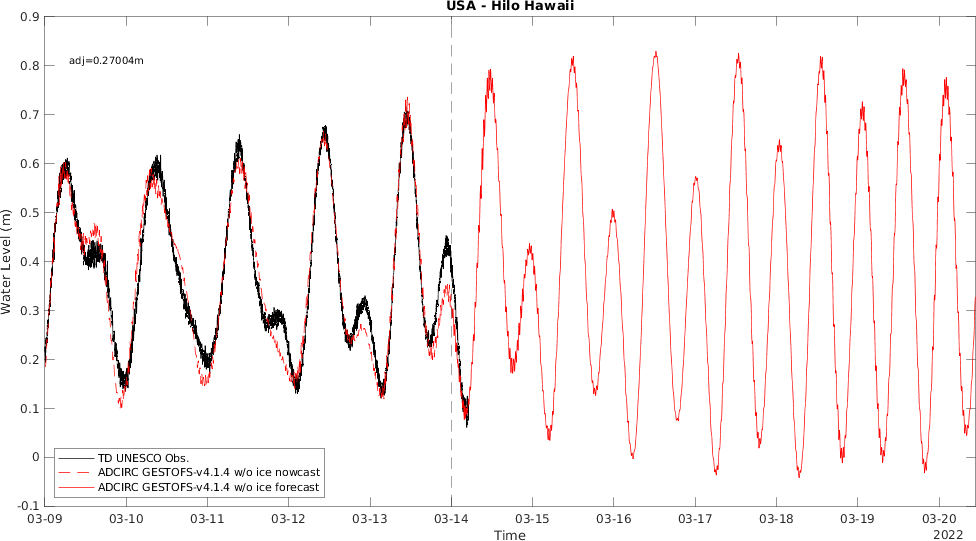 USA - Hilo Hawaii
adj=0.27004m
0.9
0.8
0.7
0.6
0.5
0.4
0.3
0.2
0.1
0
-0.1
Water Level (m)
TD UNESCO Obs.
ADCIRC GESTOFS-v4.1.4 w/o ice nowcast
ADCIRC GESTOFS-v4.1.4 w/o ice forecast
03-09 03-10 03-11 03-12 03-13 03-14 03-15 03-16 03-17 03-18 03-19 03-20
Time
2022